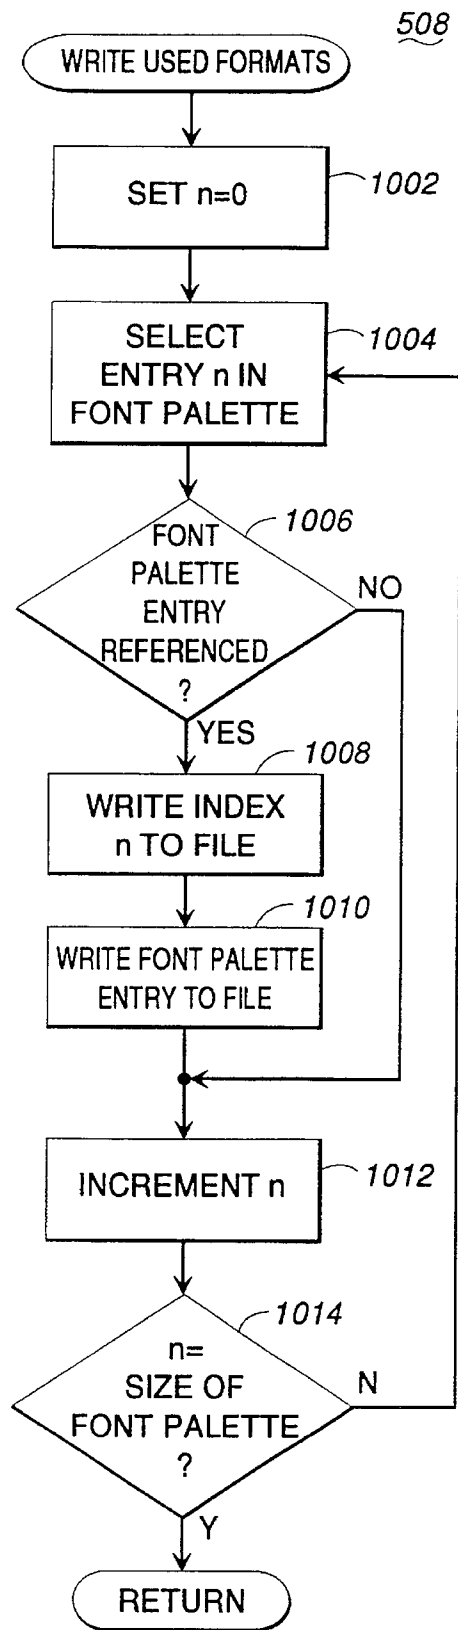 508
WRITE USED FORMATS
SET n=0
1002
SELECT
ENTRY n IN
FONT PALETTE
1004
FONT
PALETTE
ENTRY
REFERENCED
?
1006
NO
YES
WRITE INDEX
n TO FILE
1008
WRITE FONT PALETTE
ENTRY TO FILE
1010
INCREMENT n
1012
n=
SIZE OF
FONT PALETTE
?
1014
N
Y
RETURN